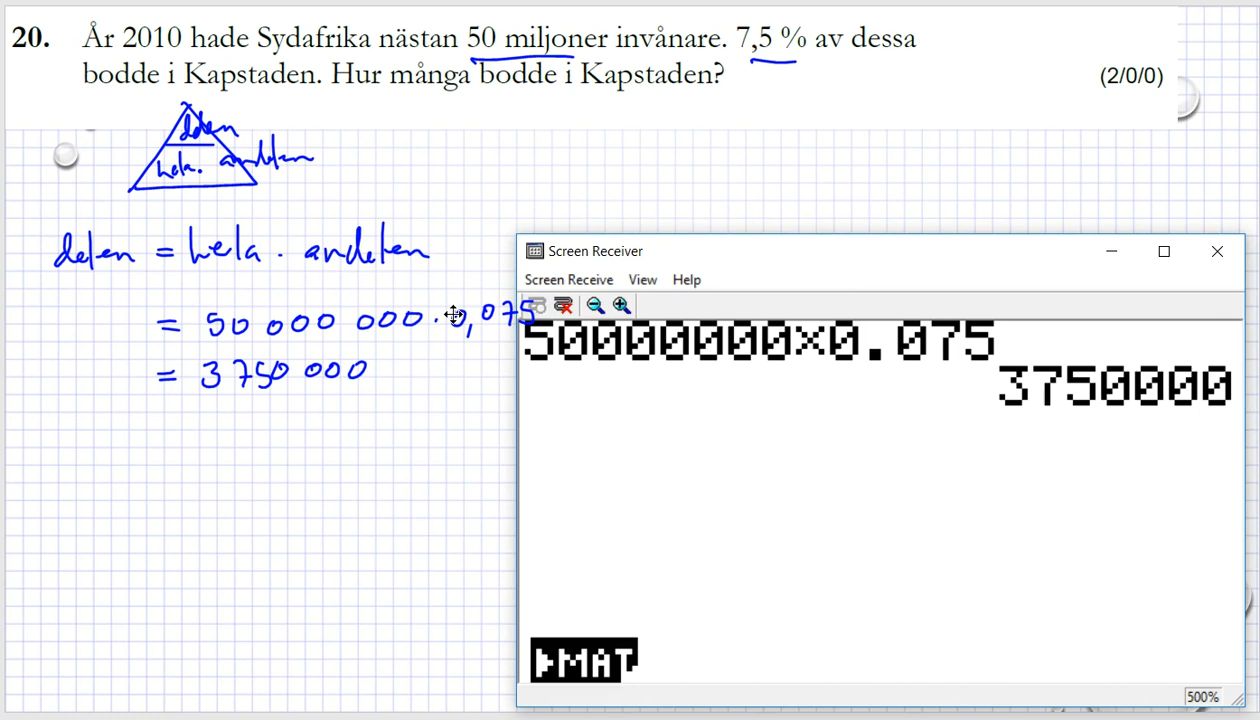 20. År 2010 hade Sydafrika nästan 50 miljoner invånare. 7,5 % av dessa
bodde i Kapstaden. Hur många bodde i Kapstaden?
(2/0/0)
delen
hela · andelen
delen = hela · andelen
= 50 000 000 · 0,075
= 3 750 000
Screen Receiver
Screen Receive View Help
50000000×0.075
3750000
▶MAT
500%